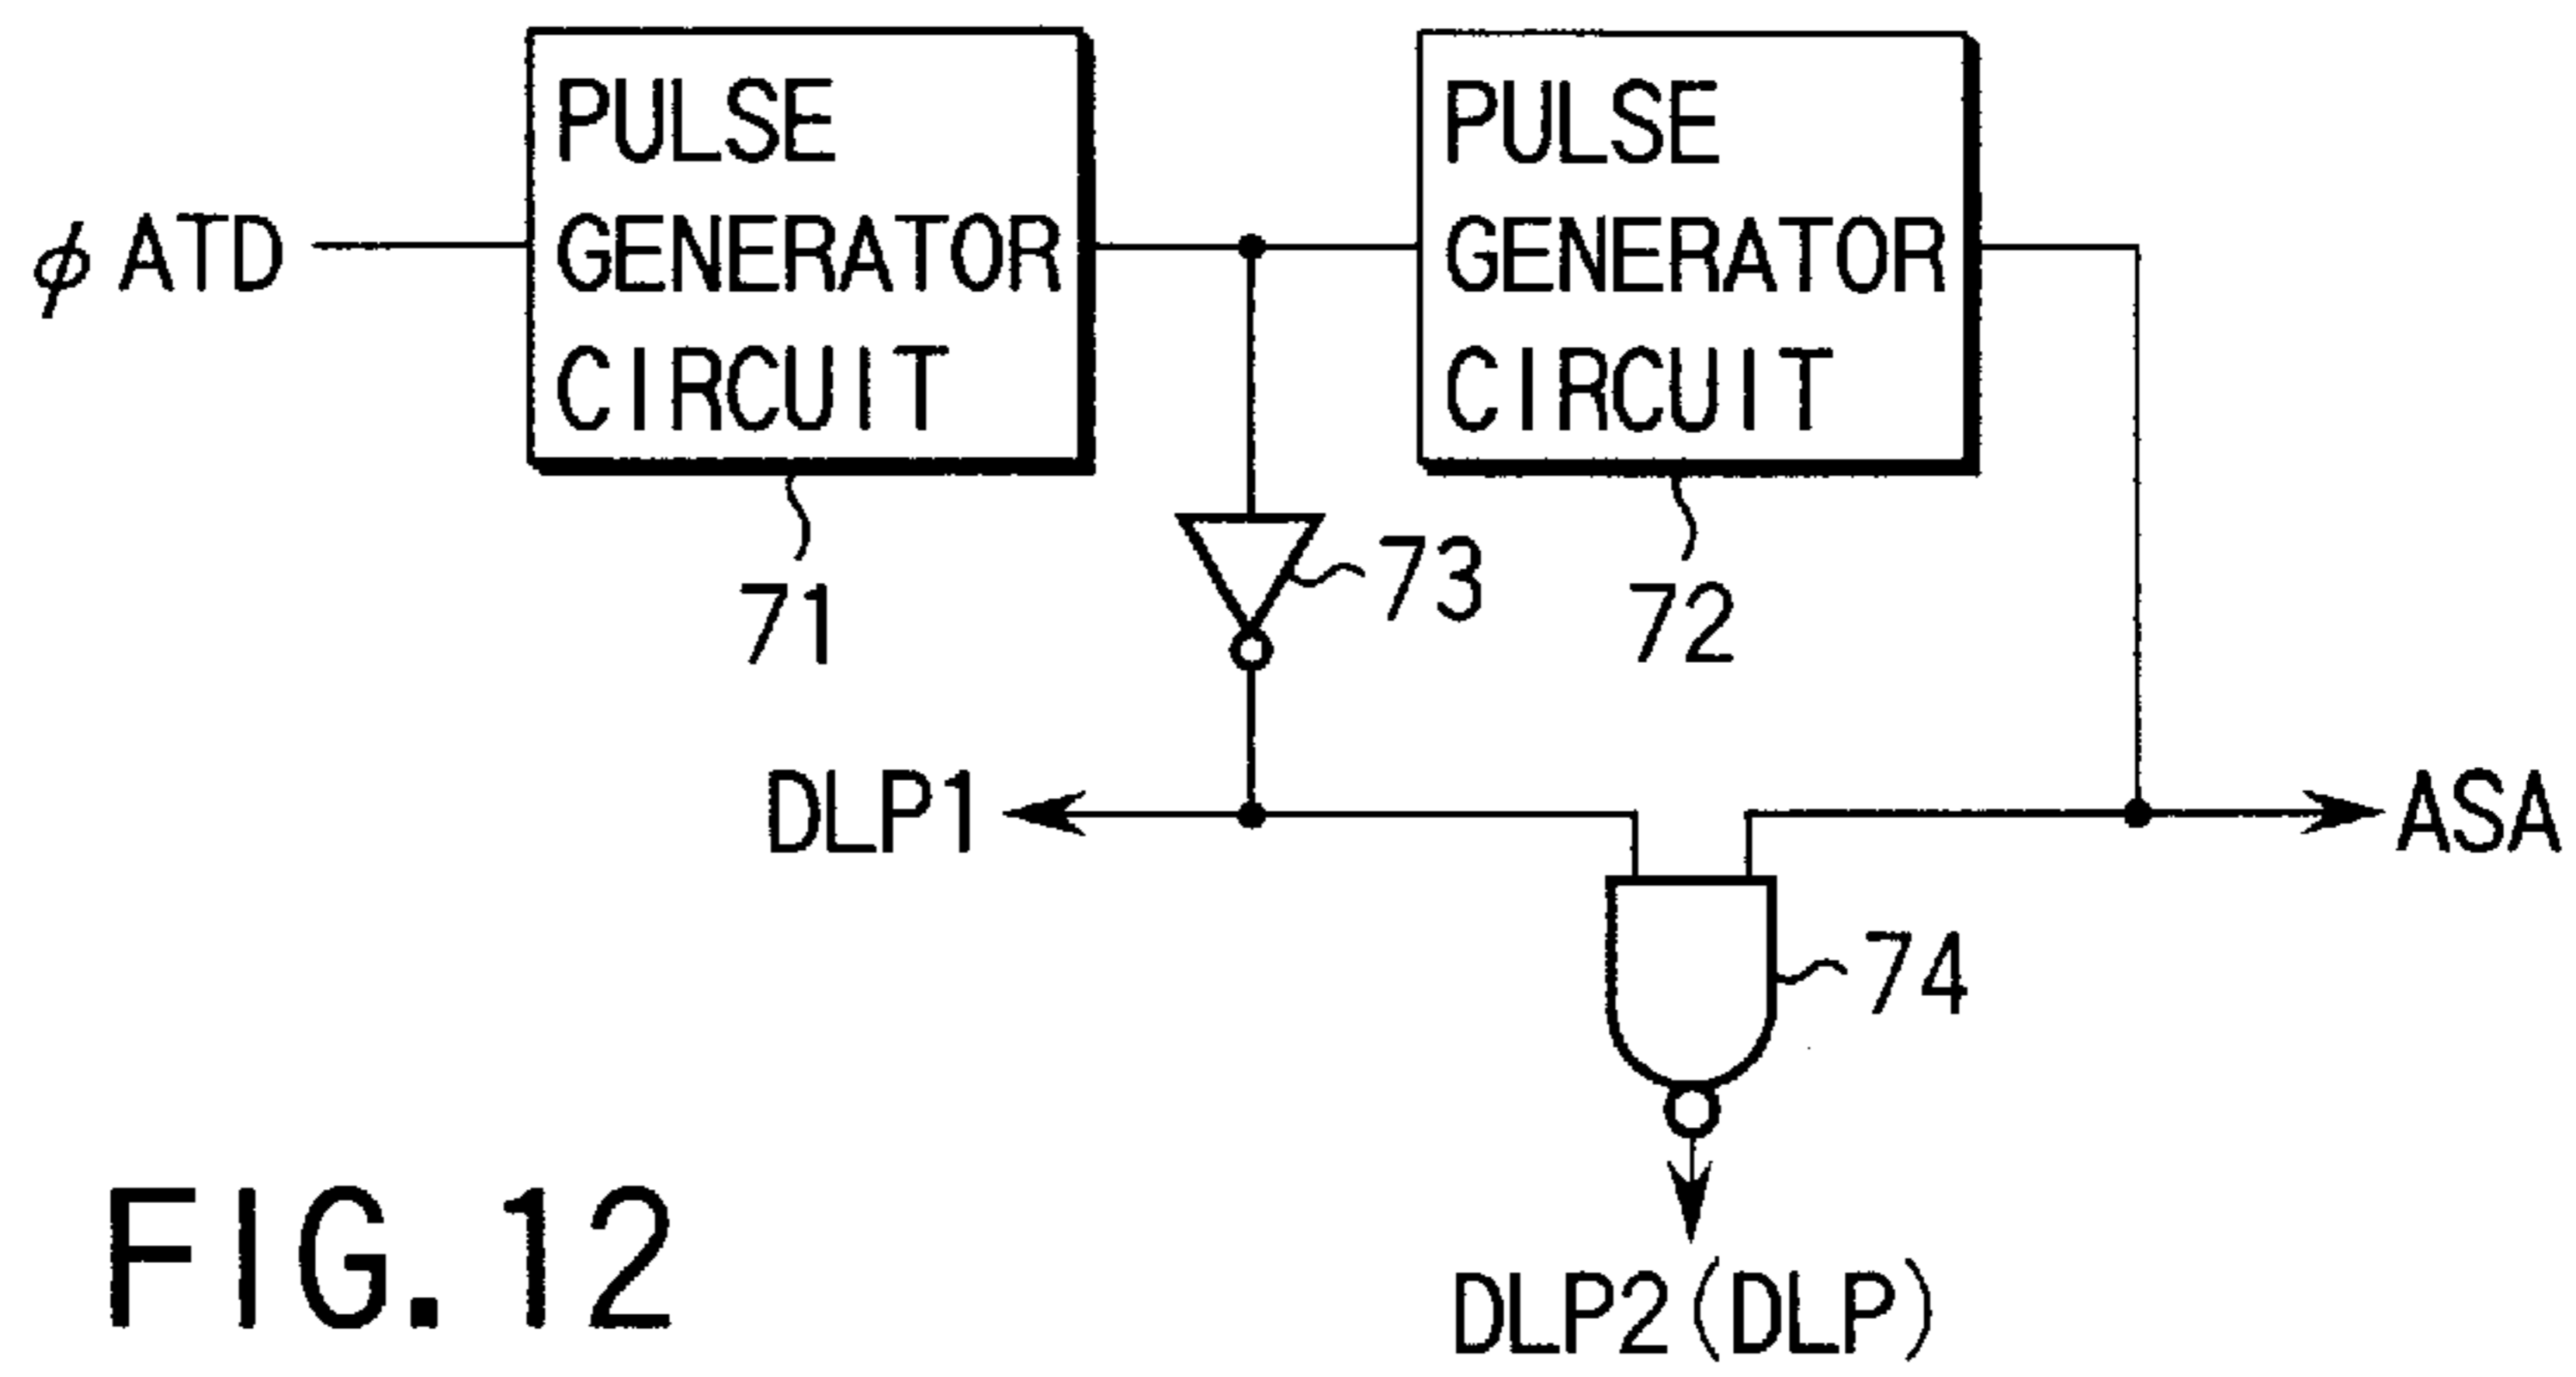 PULSE
GENERATOR
CIRCUIT
PULSE
GENERATOR
CIRCUIT
φ ATD
71
73
72
DLP1
ASA
74
DLP2(DLP)
FIG.12